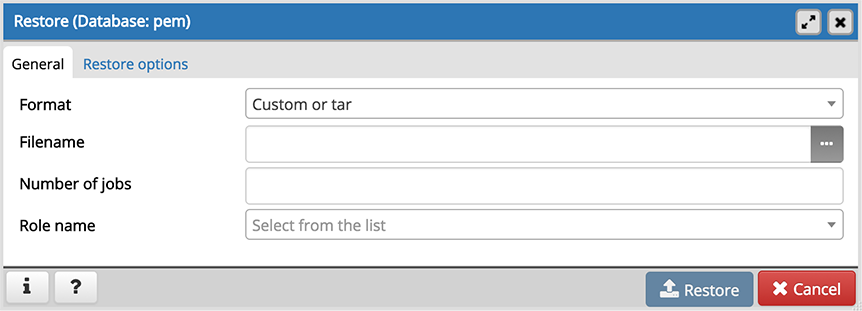 Restore (Database: pem)
General Restore options
Format Custom or tar
Filename ...
Number of jobs
Role name Select from the list
i ? Restore Cancel